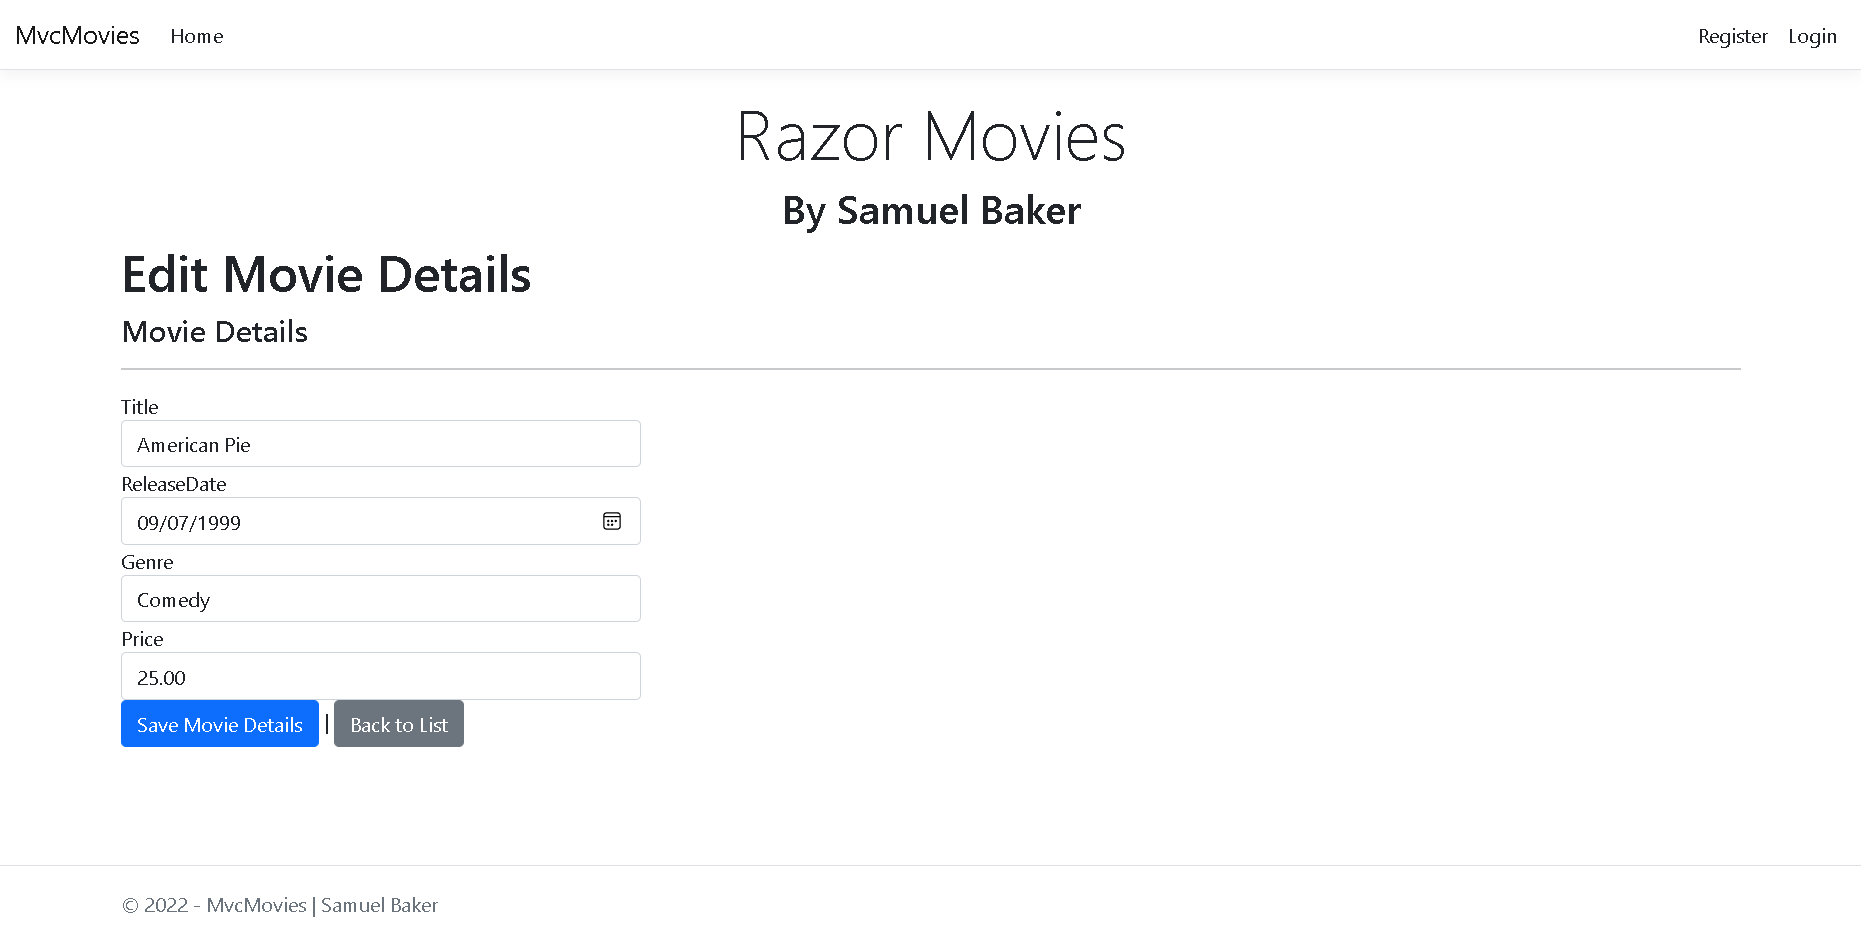 MvcMovies Home Register Login
Razor Movies
By Samuel Baker
Edit Movie Details
Movie Details
Title
American Pie
ReleaseDate
09/07/1999
Genre
Comedy
Price
25.00
Save Movie Details | Back to List
© 2022 - MvcMovies | Samuel Baker